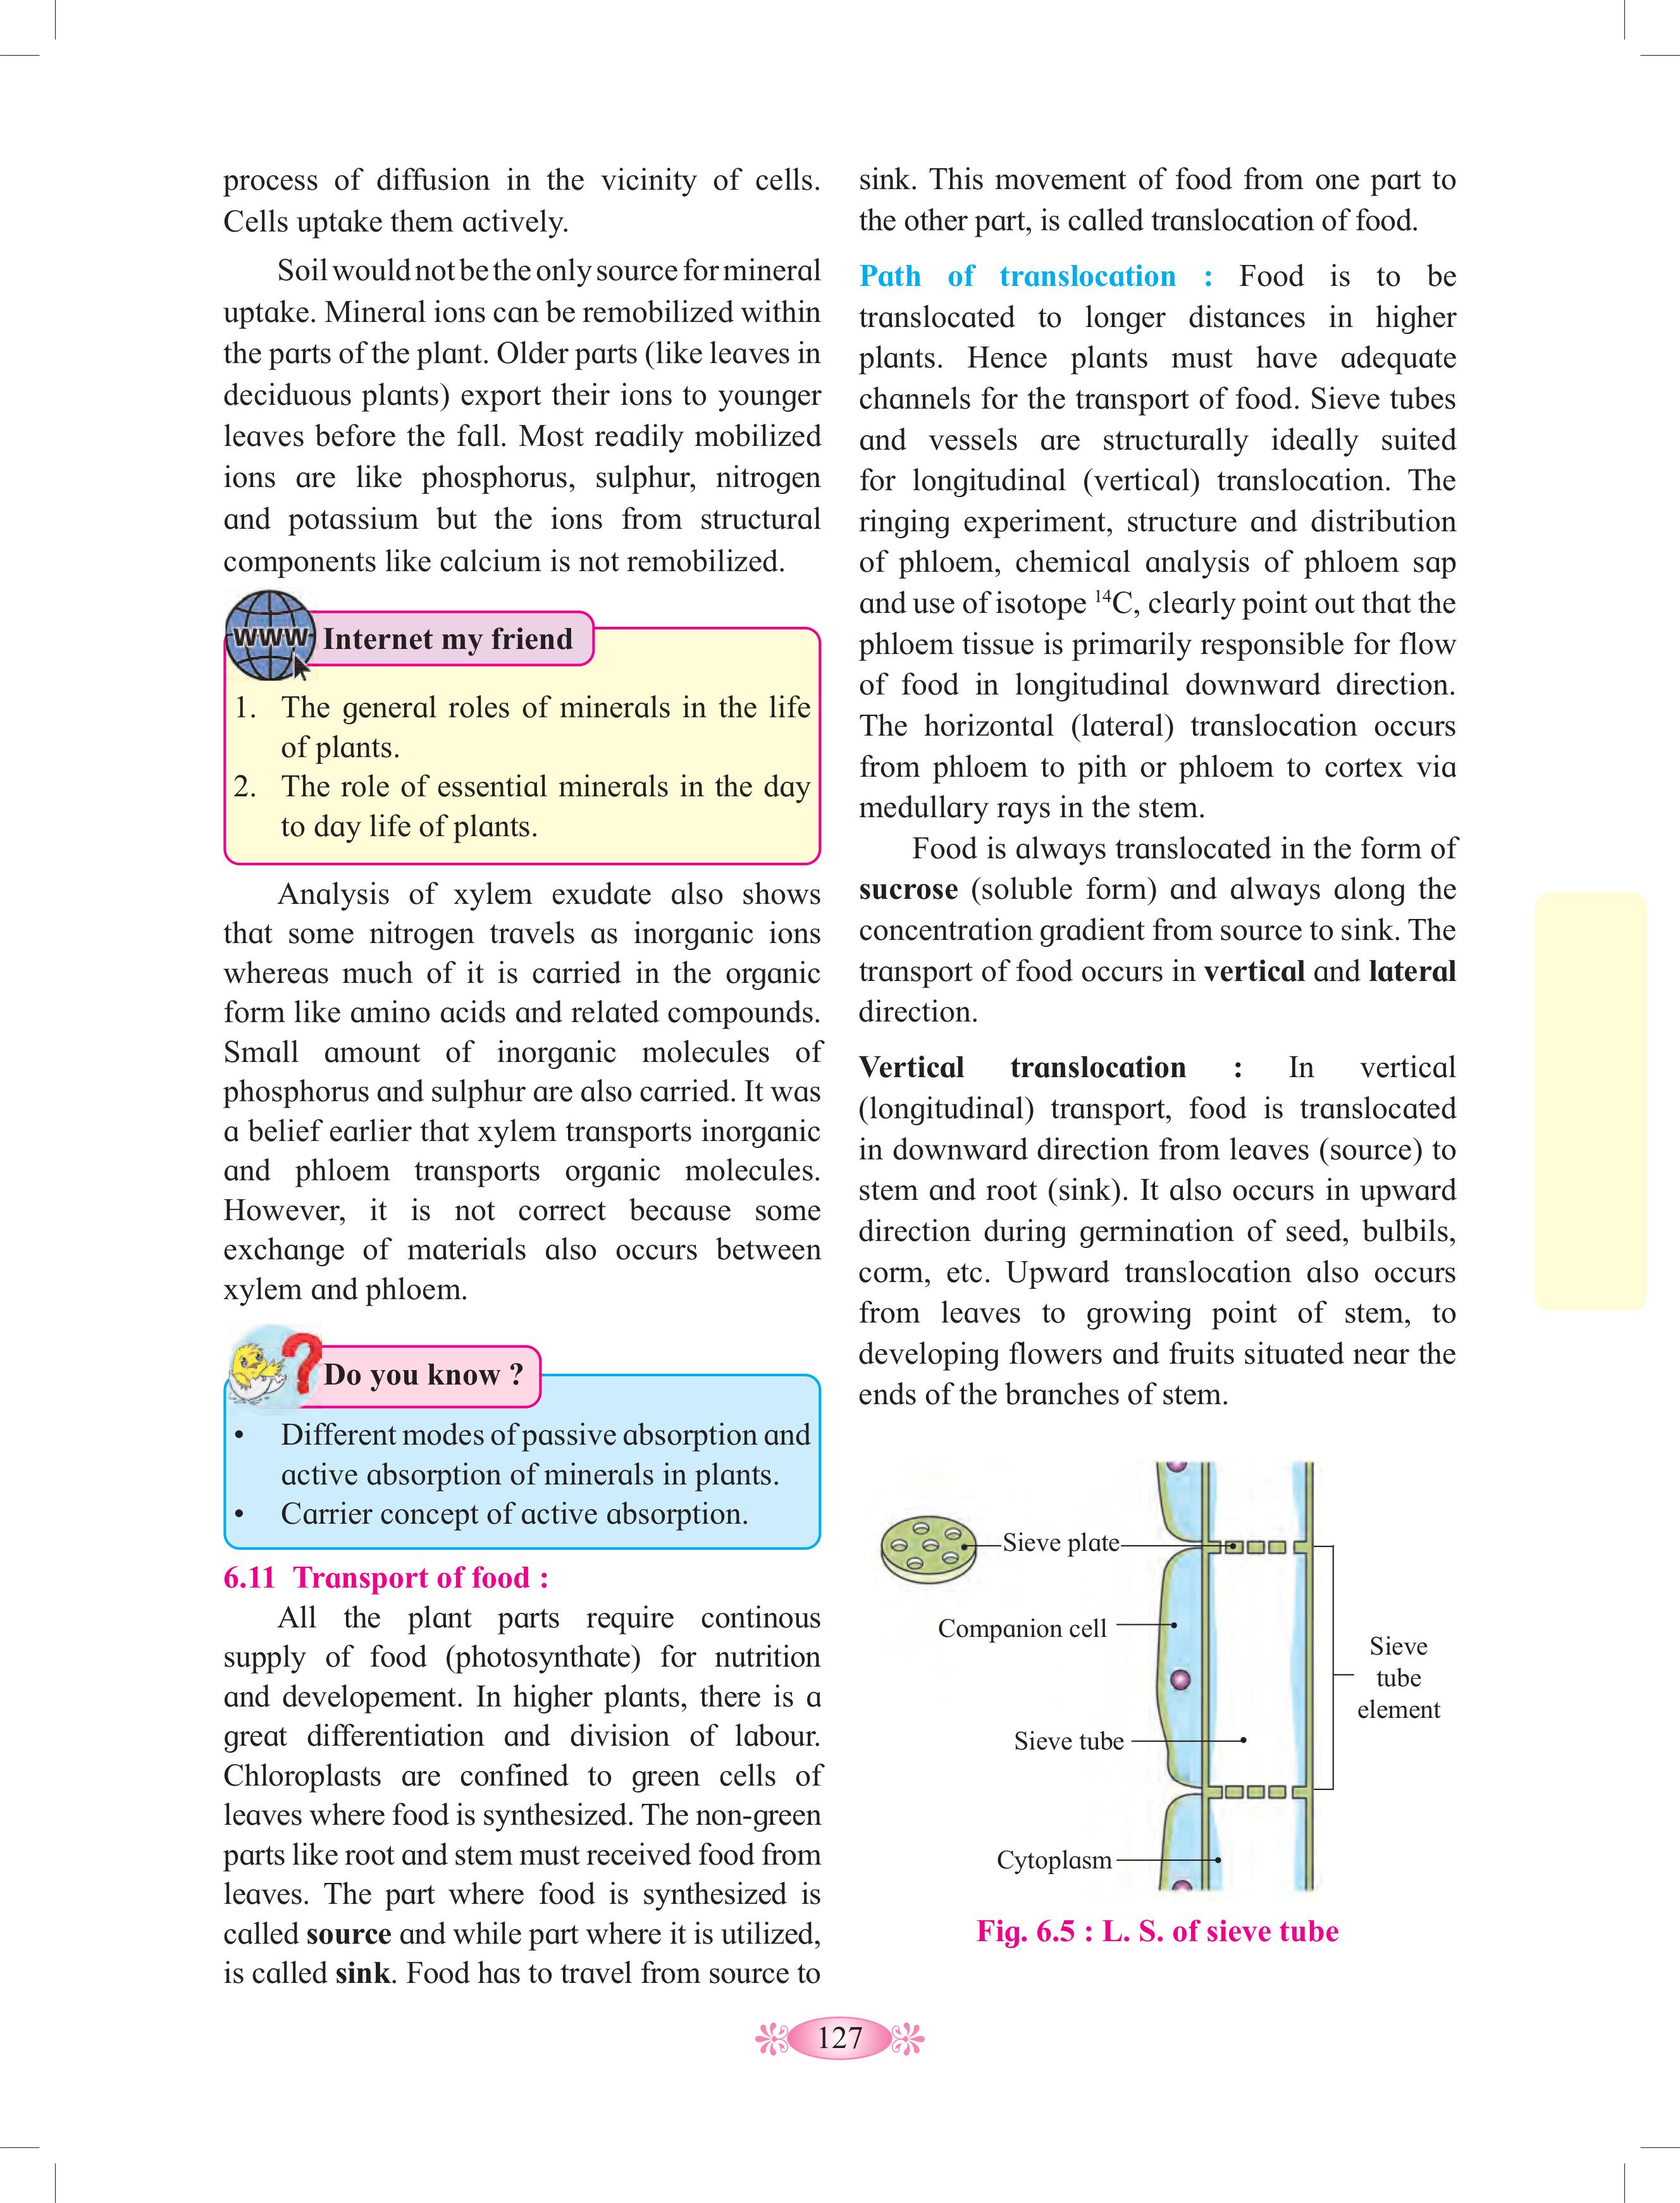 process of diffusion in the vicinity of cells.
Cells uptake them actively.
Soil would not be the only source for mineral
uptake. Mineral ions can be remobilized within
the parts of the plant. Older parts (like leaves in
deciduous plants) export their ions to younger
leaves before the fall. Most readily mobilized
ions are like phosphorus, sulphur, nitrogen
and potassium but the ions from structural
components like calcium is not remobilized.
www Internet my friend
1. The general roles of minerals in the life
of plants.
2. The role of essential minerals in the day
to day life of plants.
Analysis of xylem exudate also shows
that some nitrogen travels as inorganic ions
whereas much of it is carried in the organic
form like amino acids and related compounds.
Small amount of inorganic molecules of
phosphorus and sulphur are also carried. It was
a belief earlier that xylem transports inorganic
and phloem transports organic molecules.
However, it is not correct because some
exchange of materials also occurs between
xylem and phloem.
? Do you know ?
• Different modes of passive absorption and
active absorption of minerals in plants.
• Carrier concept of active absorption.
6.11 Transport of food :
All the plant parts require continous
supply of food (photosynthate) for nutrition
and developement. In higher plants, there is a
great differentiation and division of labour.
Chloroplasts are confined to green cells of
leaves where food is synthesized. The non-green
parts like root and stem must received food from
leaves. The part where food is synthesized is
called source and while part where it is utilized,
is called sink. Food has to travel from source to
sink. This movement of food from one part to
the other part, is called translocation of food.
Path of translocation : Food is to be
translocated to longer distances in higher
plants. Hence plants must have adequate
channels for the transport of food. Sieve tubes
and vessels are structurally ideally suited
for longitudinal (vertical) translocation. The
ringing experiment, structure and distribution
of phloem, chemical analysis of phloem sap
and use of isotope ¹⁴C, clearly point out that the
phloem tissue is primarily responsible for flow
of food in longitudinal downward direction.
The horizontal (lateral) translocation occurs
from phloem to pith or phloem to cortex via
medullary rays in the stem.
Food is always translocated in the form of
sucrose (soluble form) and always along the
concentration gradient from source to sink. The
transport of food occurs in vertical and lateral
direction.
Vertical translocation : In vertical
(longitudinal) transport, food is translocated
in downward direction from leaves (source) to
stem and root (sink). It also occurs in upward
direction during germination of seed, bulbils,
corm, etc. Upward translocation also occurs
from leaves to growing point of stem, to
developing flowers and fruits situated near the
ends of the branches of stem.
Sieve plate
Companion cell
Sieve
tube
element
Sieve tube
Cytoplasm
Fig. 6.5 : L. S. of sieve tube
127